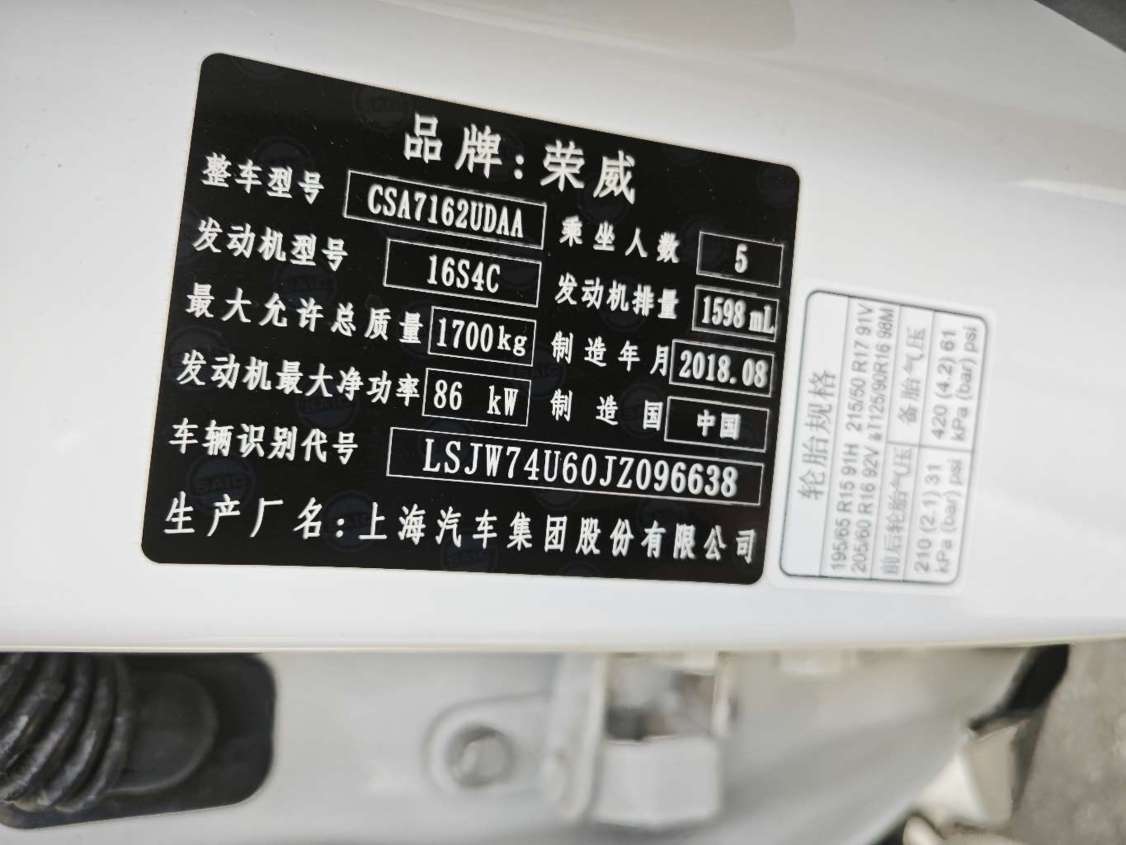 品牌：荣威
整车型号 CSA7162UDAA 乘坐人数 5
发动机型号 16S4C 发动机排量 1598 mL
最大允许总质量 1700kg 制造年月 2018.08
发动机最大净功率 86 kW 制造国 中国
车辆识别代号 LSJW74U60JZ096638
生产厂名：上海汽车集团股份有限公司
轮胎规格
195/65 R15 91H 215/50 R17 91V
205/60 R16 92V T125/90R16 98M
前后轮胎气压 备胎气压
210 (2.1) 31 420 (4.2) 61
kPa (bar) psi kPa (bar) psi